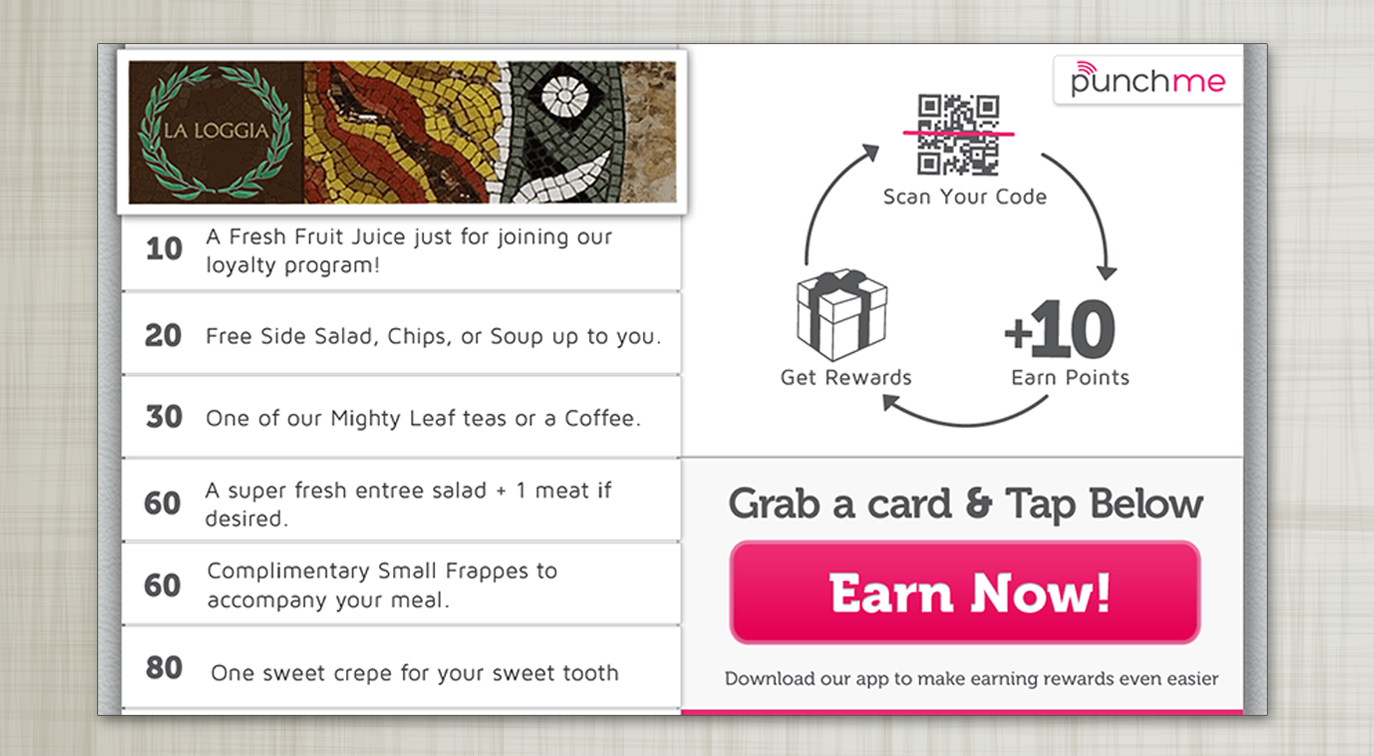 LA LOGGIA
10
A Fresh Fruit Juice just for joining our
loyalty program!
20
Free Side Salad, Chips, or Soup up to you.
30
One of our Mighty Leaf teas or a Coffee.
60
A super fresh entree salad + 1 meat if
desired.
60
Complimentary Small Frappes to
accompany your meal.
80
One sweet crepe for your sweet tooth
punchme
Scan Your Code
+10
Earn Points
Get Rewards
Grab a card & Tap Below
Earn Now!
Download our app to make earning rewards even easier